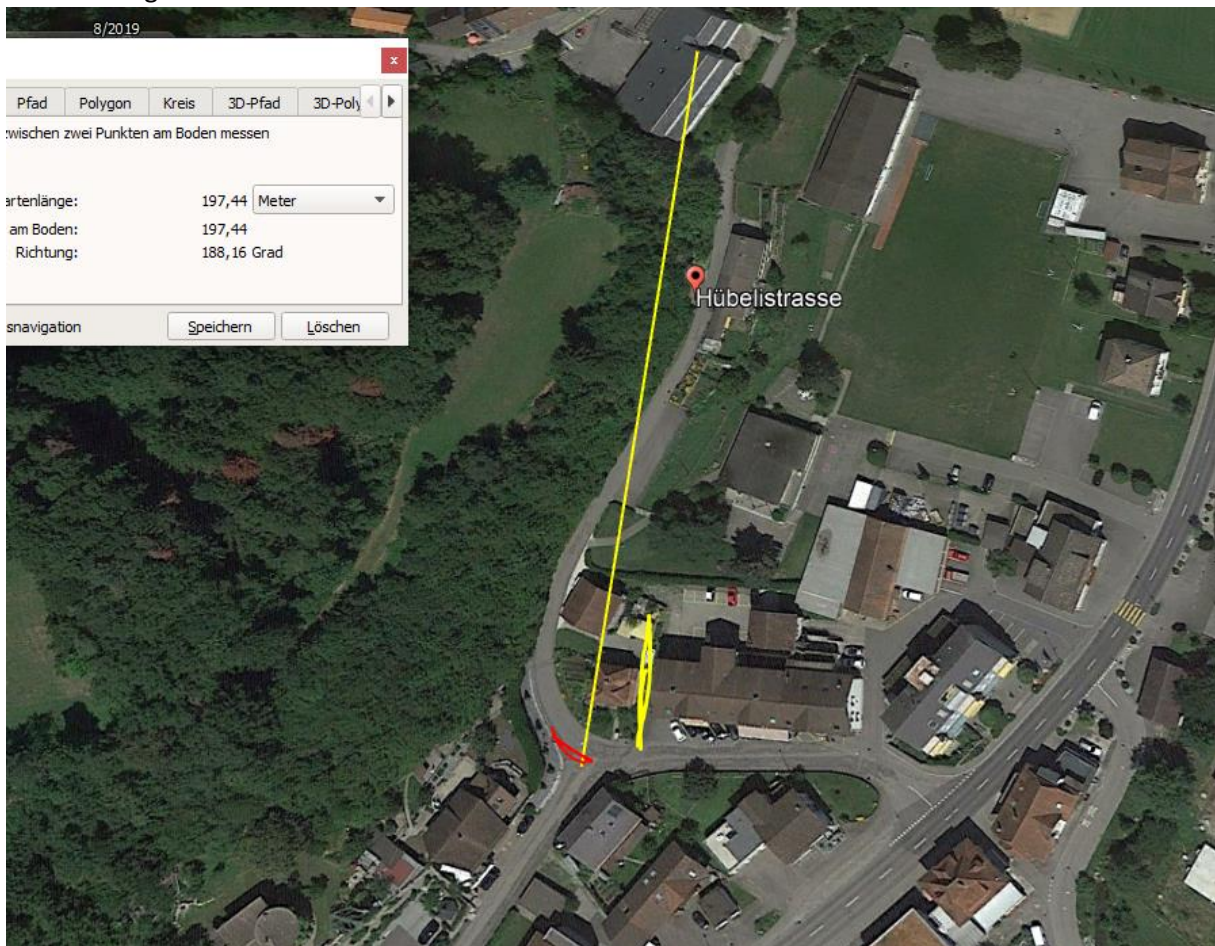 8/2019
x
Pfad Polygon Kreis 3D-Pfad 3D-Poly
zwischen zwei Punkten am Boden messen
artenlänge: 197,44 Meter
am Boden: 197,44
Richtung: 188,16 Grad
snavigation Speichern Löschen
Hübelistrasse